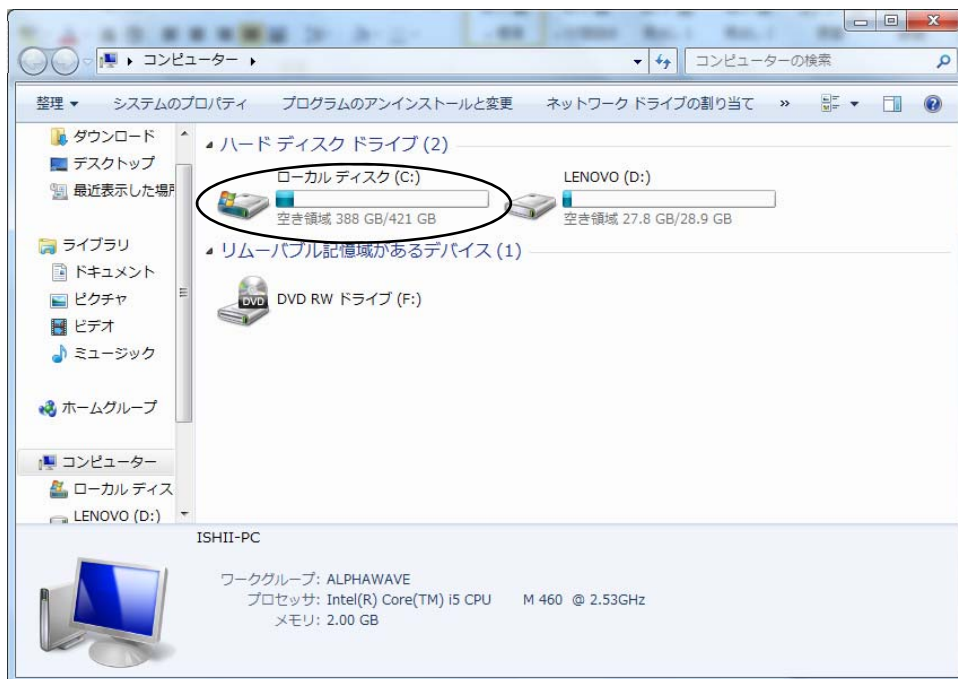 コンピューター
コンピューターの検索
整理 システムのプロパティ プログラムのアンインストールと変更 ネットワーク ドライブの割り当て »
ダウンロード
デスクトップ
最近表示した場所
ライブラリ
ドキュメント
ピクチャ
ビデオ
ミュージック
ホームグループ
コンピューター
ローカル ディス
LENOVO (D:)
ハード ディスク ドライブ (2)
ローカル ディスク (C:)
空き領域 388 GB/421 GB
LENOVO (D:)
空き領域 27.8 GB/28.9 GB
リムーバブル記憶域があるデバイス (1)
DVD
DVD RW ドライブ (F:)
ISHII-PC
ワークグループ: ALPHAWAVE
プロセッサ: Intel(R) Core(TM) i5 CPU M 460 @ 2.53GHz
メモリ: 2.00 GB